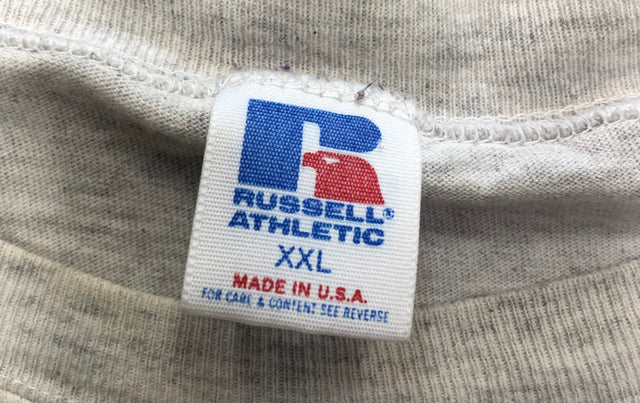 RUSSELL®
ATHLETIC
XXL
MADE IN U.S.A.
FOR CARE & CONTENT SEE REVERSE